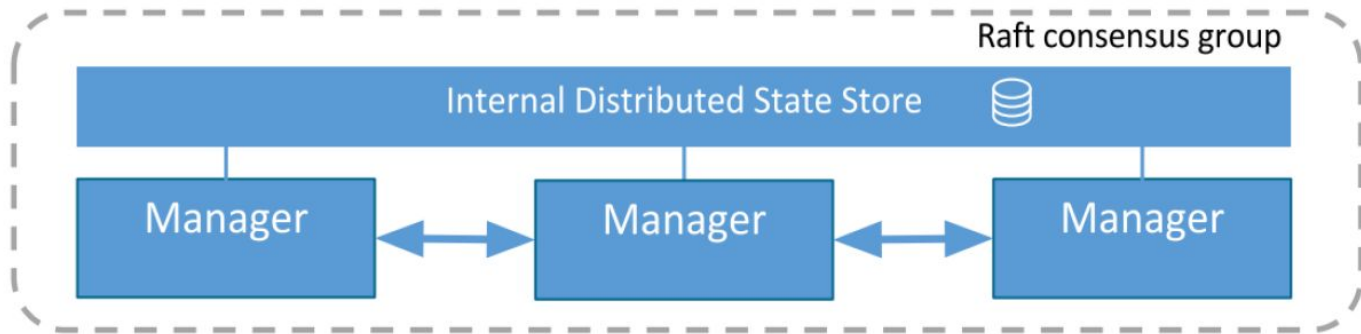 Raft consensus group
Internal Distributed State Store
Manager
Manager
Manager